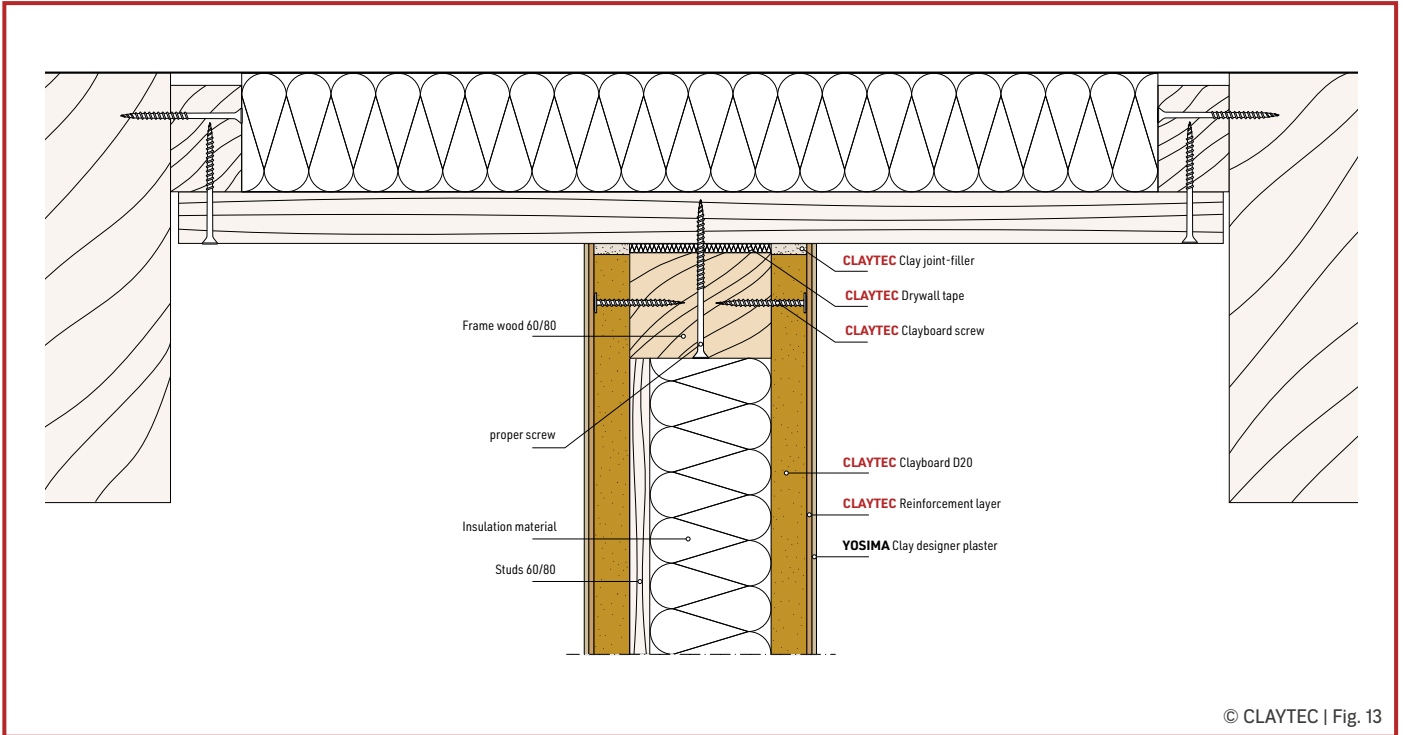 CLAYTEC Clay joint-filler
CLAYTEC Drywall tape
CLAYTEC Clayboard screw
Frame wood 60/80
proper screw
CLAYTEC Clayboard D20
CLAYTEC Reinforcement layer
Insulation material
YOSIMA Clay designer plaster
Studs 60/80
© CLAYTEC | Fig. 13